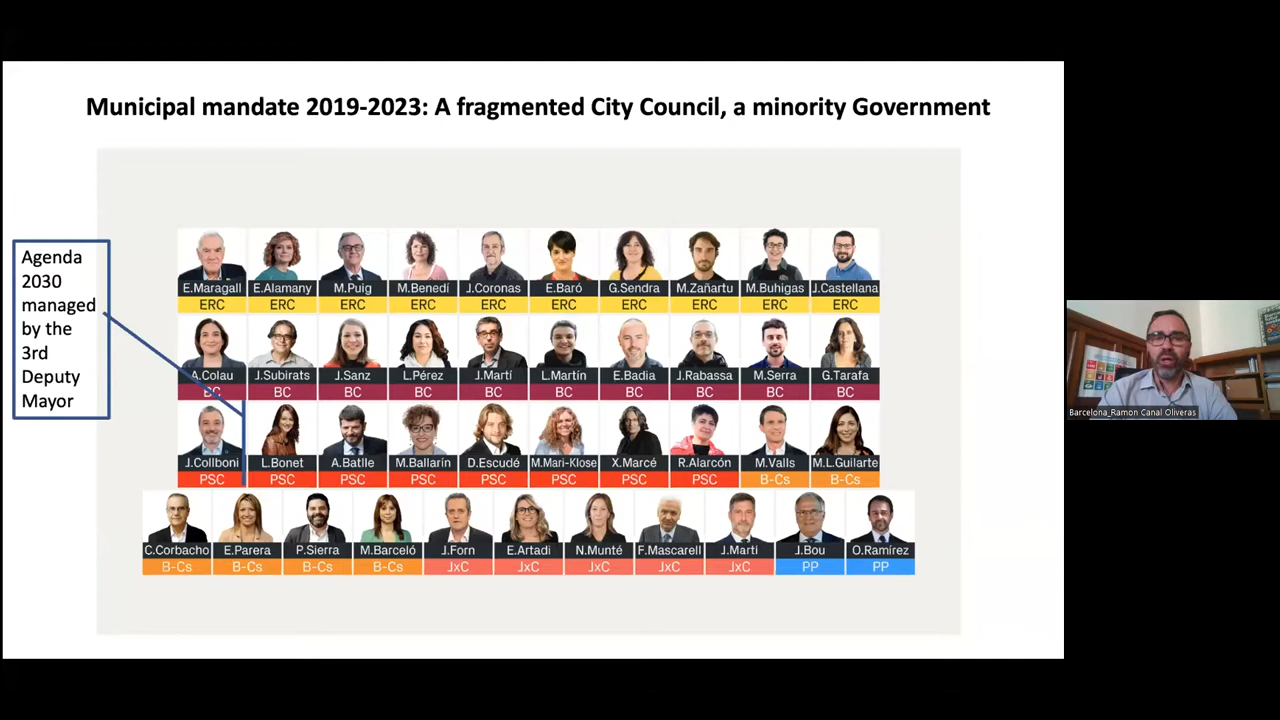 Municipal mandate 2019-2023: A fragmented City Council, a minority Government
Agenda
2030
managed
by the
3rd
Deputy
Mayor
E.Maragall E.Alamany M.Puig M.Benedí J.Coronas E.Baró G.Sendra M.Zañartu M.Buhigas J.Castellana
ERC ERC ERC ERC ERC ERC ERC ERC ERC ERC
A.Colau J.Subirats J.Sanz L.Pérez J.Martí L.Martín E.Badia J.Rabassa M.Serra G.Tarafa
BC BC BC BC BC BC BC BC BC BC
J.Collboni L.Bonet A.Batlle M.Ballarín D.Escudé M.Mari-Klose X.Marcé R.Alarcón M.Valls M.L.Guilarte
PSC PSC PSC PSC PSC PSC PSC PSC B-Cs B-Cs
C.Corbacho E.Parera P.Sierra M.Barceló J.Forn E.Artadi N.Munté F.Mascarell J.Martí J.Bou O.Ramírez
B-Cs B-Cs B-Cs B-Cs JxC JxC JxC JxC JxC PP PP
Barcelona_Ramon Canal Oliveras